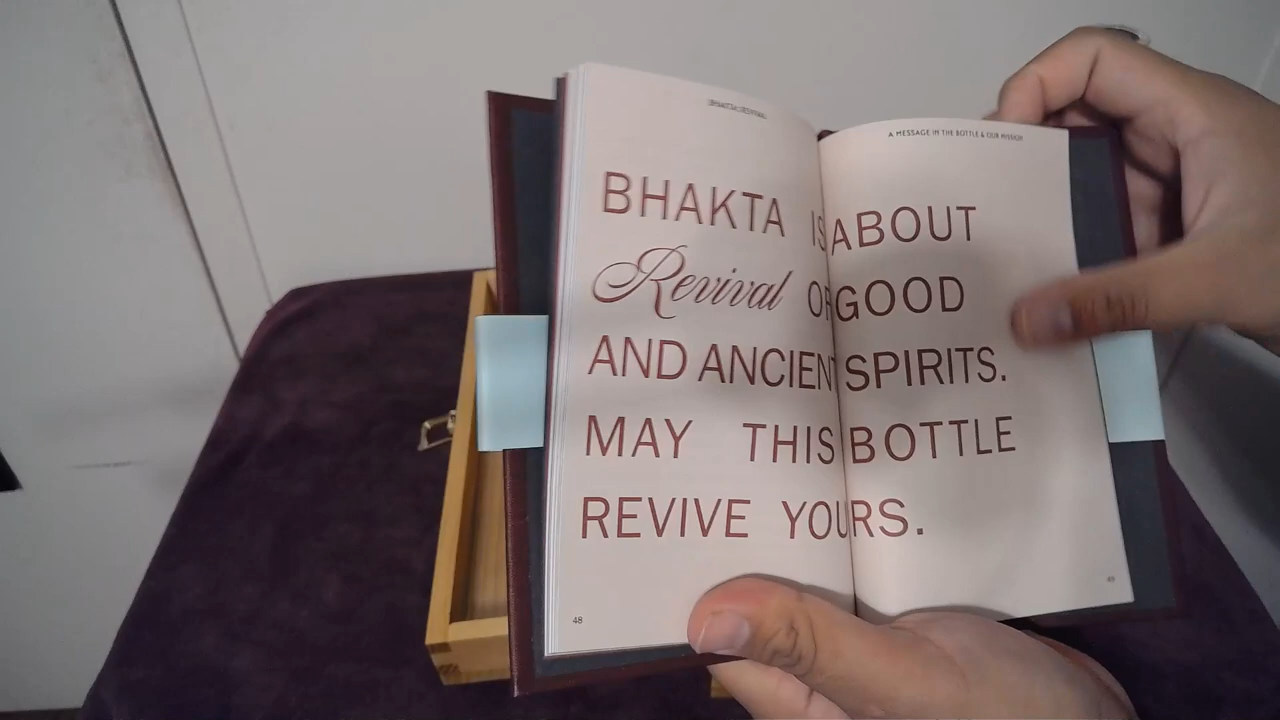 BHAKTA REVIVAL
A MESSAGE IN THE BOTTLE & OUR MISSION
BHAKTA IS ABOUT
Revival OF GOOD
AND ANCIENT SPIRITS.
MAY THIS BOTTLE
REVIVE YOURS.
48
49